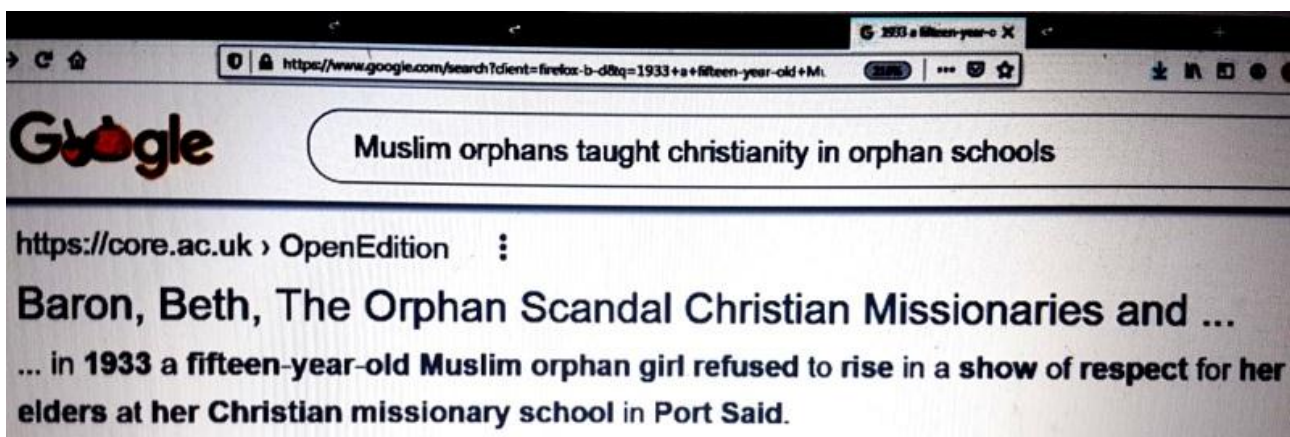 G 1933 a fifteen-year-o X
https://www.google.com/search?client=firefox-b-d&q=1933+a+fifteen-year-old+Mu
Google
Muslim orphans taught christianity in orphan schools
https://core.ac.uk › OpenEdition
Baron, Beth, The Orphan Scandal Christian Missionaries and ...
... in 1933 a fifteen-year-old Muslim orphan girl refused to rise in a show of respect for her
elders at her Christian missionary school in Port Said.